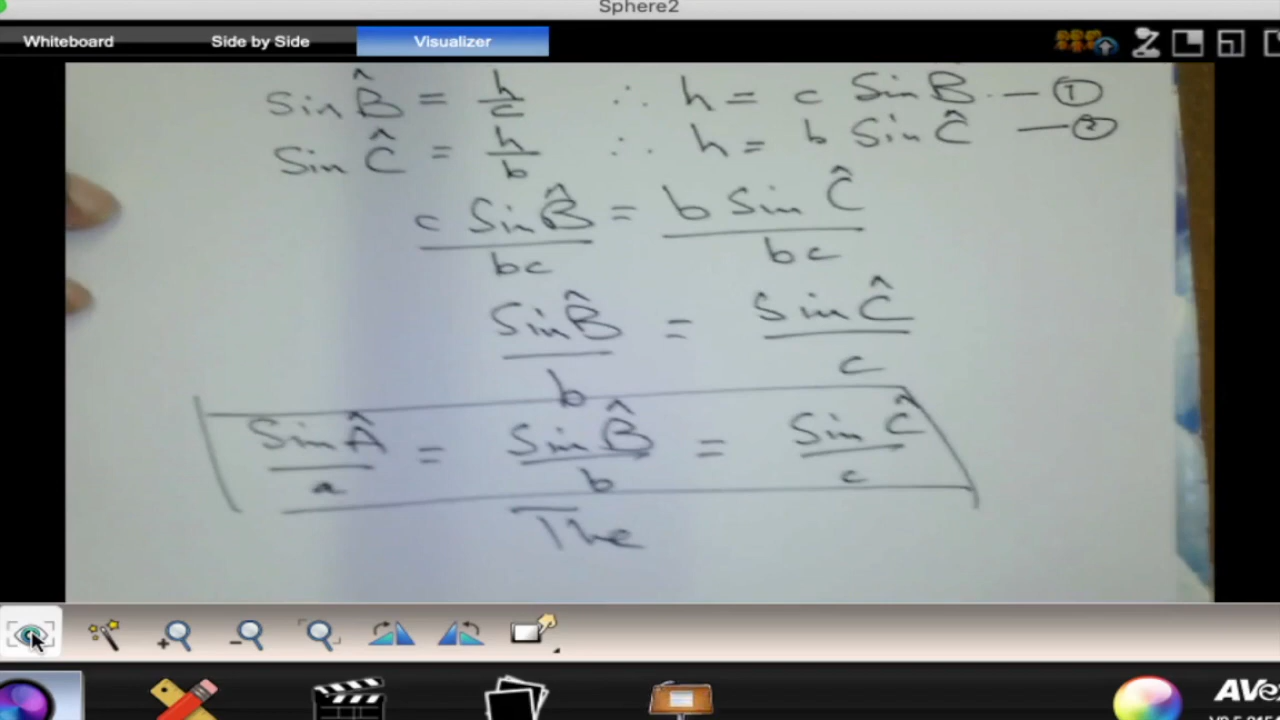 Sphere2
Whiteboard Side by Side Visualizer
Sin B̂ = h/c ∴ h = c Sin B̂ — ①
Sin Ĉ = h/b ∴ h = b Sin Ĉ — ②
c Sin B̂ / bc = b Sin Ĉ / bc
Sin B̂ / b = Sin Ĉ / c
Sin Â / a = Sin B̂ / b = Sin Ĉ / c
The